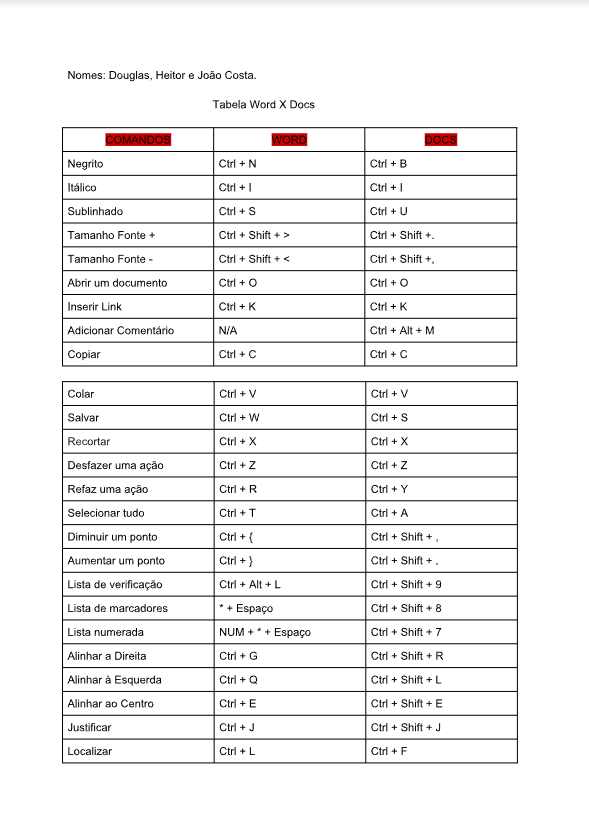 Nomes: Douglas, Heitor e João Costa.
Tabela Word X Docs
COMANDOS WORD DOCS
Negrito Ctrl + N Ctrl + B
Itálico Ctrl + I Ctrl + I
Sublinhado Ctrl + S Ctrl + U
Tamanho Fonte + Ctrl + Shift + > Ctrl + Shift +.
Tamanho Fonte - Ctrl + Shift + < Ctrl + Shift +,
Abrir um documento Ctrl + O Ctrl + O
Inserir Link Ctrl + K Ctrl + K
Adicionar Comentário N/A Ctrl + Alt + M
Copiar Ctrl + C Ctrl + C
Colar Ctrl + V Ctrl + V
Salvar Ctrl + W Ctrl + S
Recortar Ctrl + X Ctrl + X
Desfazer uma ação Ctrl + Z Ctrl + Z
Refaz uma ação Ctrl + R Ctrl + Y
Selecionar tudo Ctrl + T Ctrl + A
Diminuir um ponto Ctrl + { Ctrl + Shift + ,
Aumentar um ponto Ctrl + } Ctrl + Shift + .
Lista de verificação Ctrl + Alt + L Ctrl + Shift + 9
Lista de marcadores * + Espaço Ctrl + Shift + 8
Lista numerada NUM + * + Espaço Ctrl + Shift + 7
Alinhar a Direita Ctrl + G Ctrl + Shift + R
Alinhar à Esquerda Ctrl + Q Ctrl + Shift + L
Alinhar ao Centro Ctrl + E Ctrl + Shift + E
Justificar Ctrl + J Ctrl + Shift + J
Localizar Ctrl + L Ctrl + F